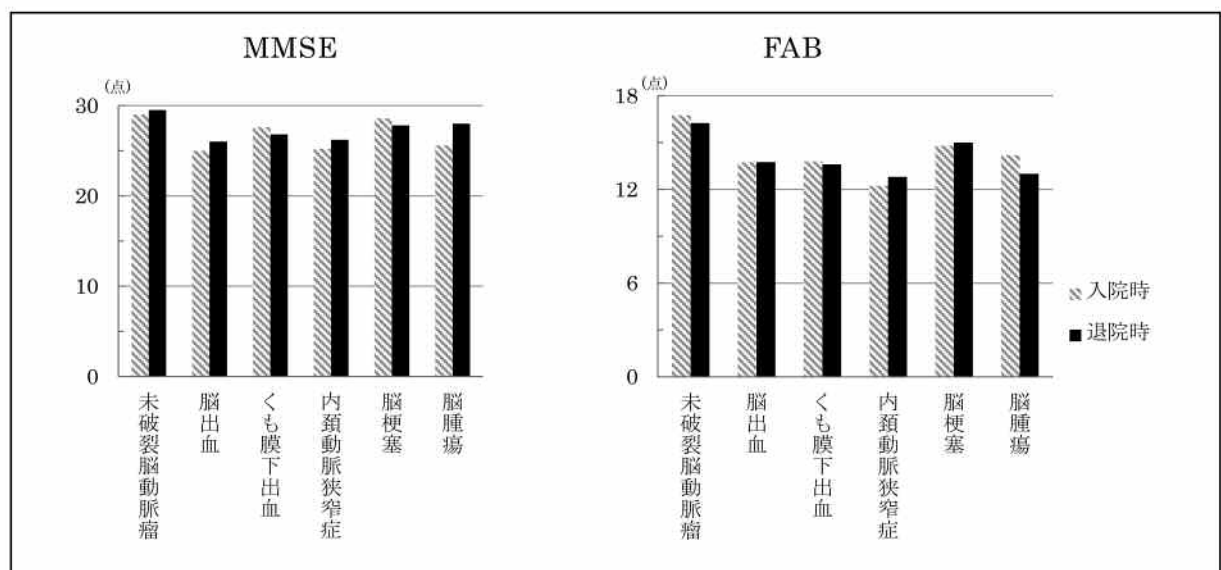 MMSE
(点)
30
20
10
0
未破裂脳動脈瘤
脳出血
くも膜下出血
内頚動脈狭窄症
脳梗塞
脳腫瘍
FAB
(点)
18
12
6
0
未破裂脳動脈瘤
脳出血
くも膜下出血
内頚動脈狭窄症
脳梗塞
脳腫瘍
入院時
退院時